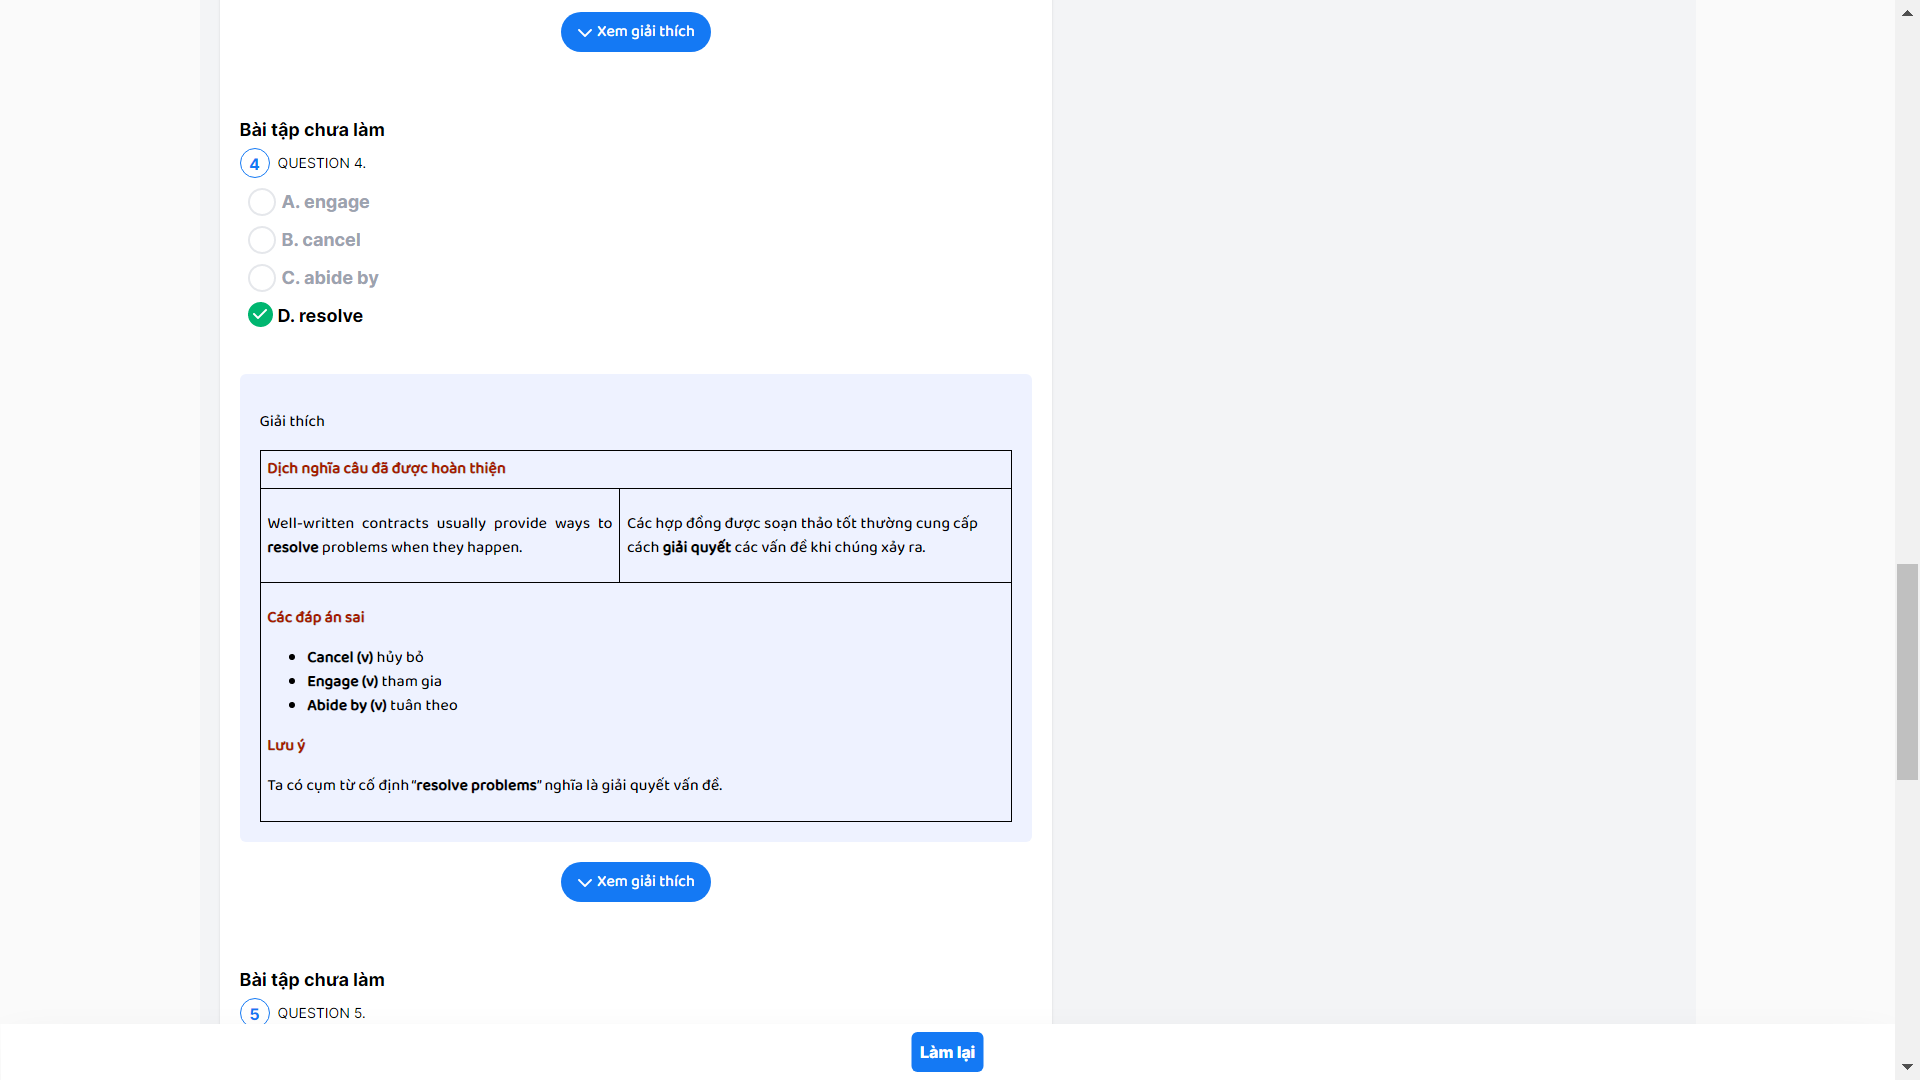 Xem giải thích
Bài tập chưa làm
4 QUESTION 4.
A. engage
B. cancel
C. abide by
D. resolve
Giải thích
Dịch nghĩa câu đã được hoàn thiện
Well-written contracts usually provide ways to
resolve problems when they happen.
Các hợp đồng được soạn thảo tốt thường cung cấp
cách giải quyết các vấn đề khi chúng xảy ra.
Các đáp án sai
Cancel (v) hủy bỏ
Engage (v) tham gia
Abide by (v) tuân theo
Lưu ý
Ta có cụm từ cố định “resolve problems” nghĩa là giải quyết vấn đề.
Xem giải thích
Bài tập chưa làm
5 QUESTION 5.
Làm lại